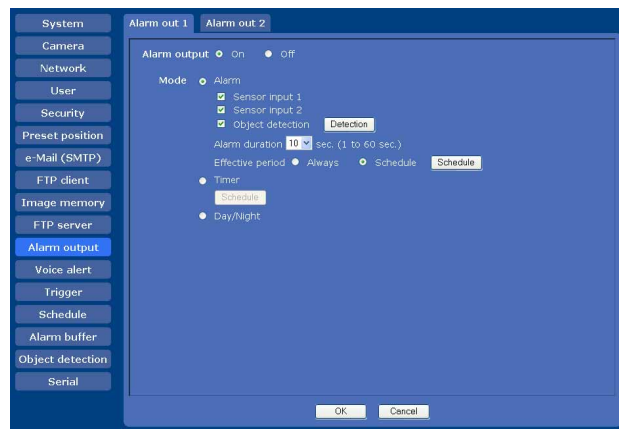 System
Camera
Network
User
Security
Preset position
e-Mail (SMTP)
FTP client
Image memory
FTP server
Alarm output
Voice alert
Trigger
Schedule
Alarm buffer
Object detection
Serial
Alarm out 1 Alarm out 2
Alarm output On Off
Mode Alarm
Sensor input 1
Sensor input 2
Object detection Detection
Alarm duration 10 sec. (1 to 60 sec.)
Effective period Always Schedule Schedule
Timer
Schedule
Day/Night
OK Cancel